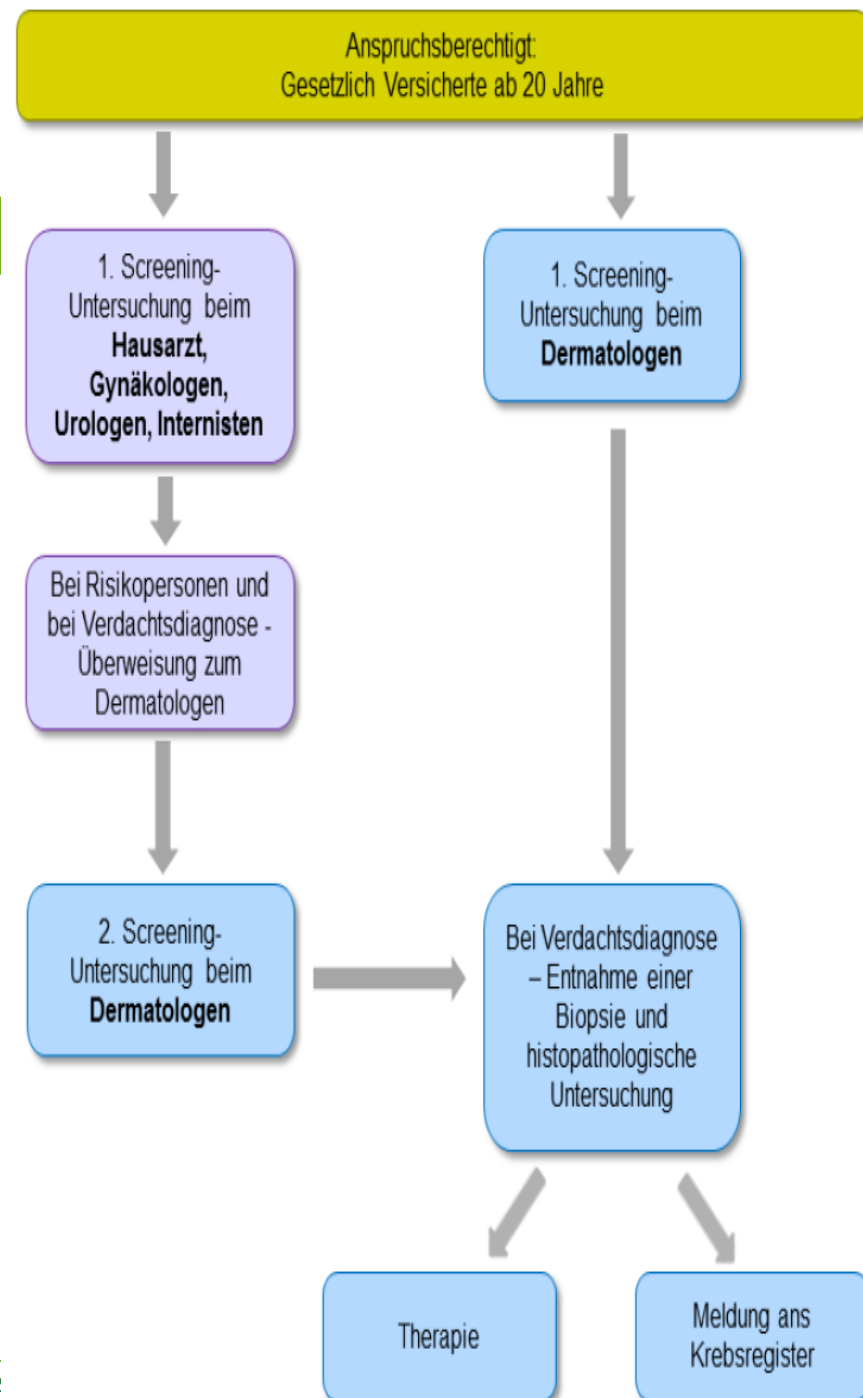 Anspruchsberechtigt:
Gesetzlich Versicherte ab 20 Jahre
1. Screening-
Untersuchung beim
Hausarzt,
Gynäkologen,
Urologen, Internisten
1. Screening-
Untersuchung beim
Dermatologen
Bei Risikopersonen und
bei Verdachtsdiagnose -
Überweisung zum
Dermatologen
2. Screening-
Untersuchung beim
Dermatologen
Bei Verdachtsdiagnose
– Entnahme einer
Biopsie und
histopathologische
Untersuchung
Therapie
Meldung ans
Krebsregister